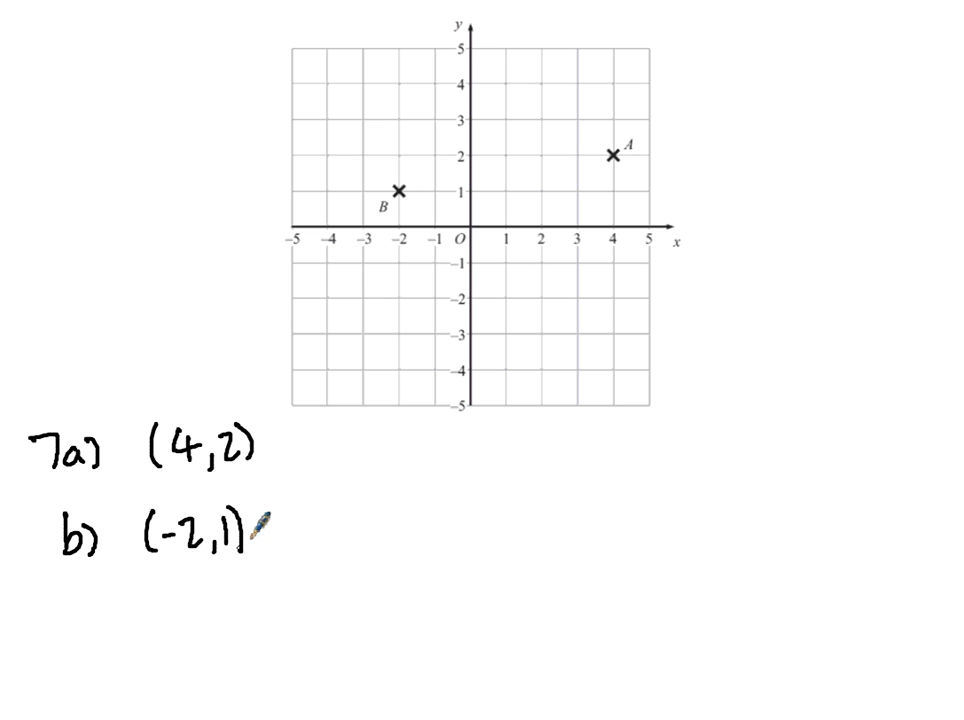 y
5
4
3
2
A
1
B
–5 –4 –3 –2 –1 O 1 2 3 4 5 x
–1
–2
–3
–4
–5
7a) (4,2)
b) (-2,1)